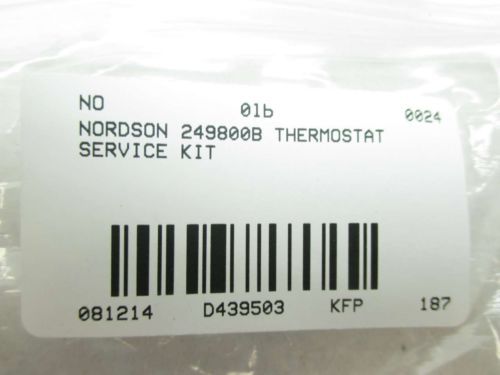 NO 01b 0024
NORDSON 249800B THERMOSTAT
SERVICE KIT
081214 D439503 KFP 187